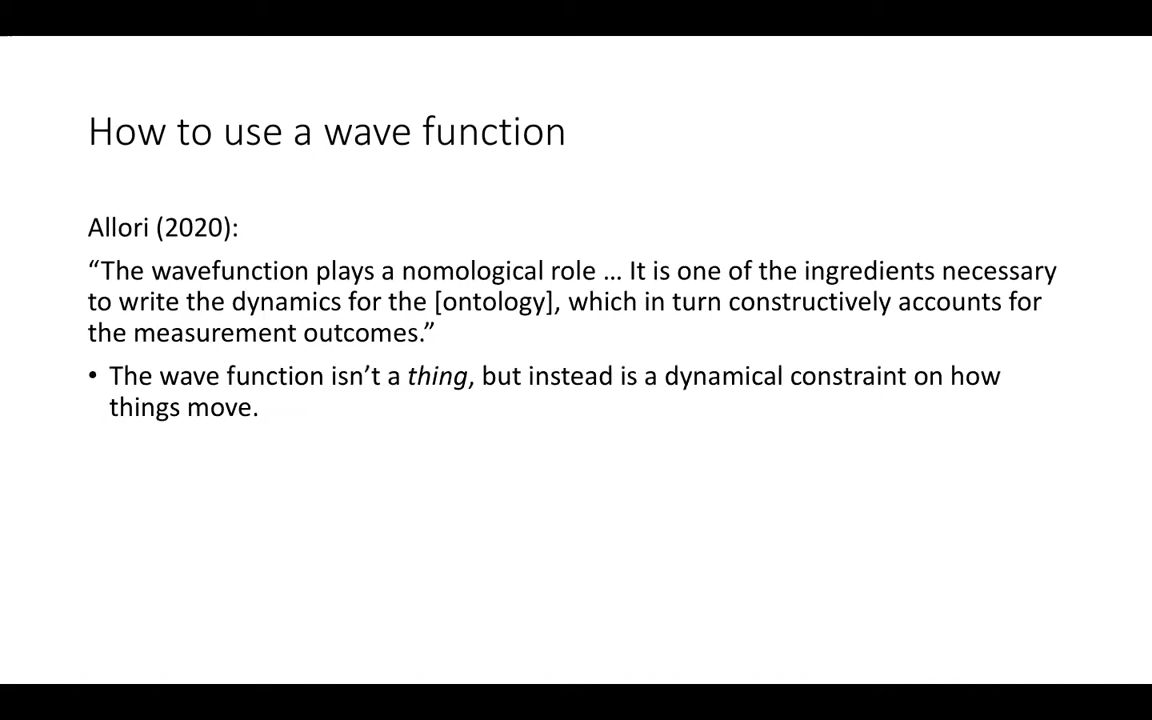 How to use a wave function
Allori (2020):
“The wavefunction plays a nomological role … It is one of the ingredients necessary
to write the dynamics for the [ontology], which in turn constructively accounts for
the measurement outcomes.”
• The wave function isn’t a thing, but instead is a dynamical constraint on how
things move.